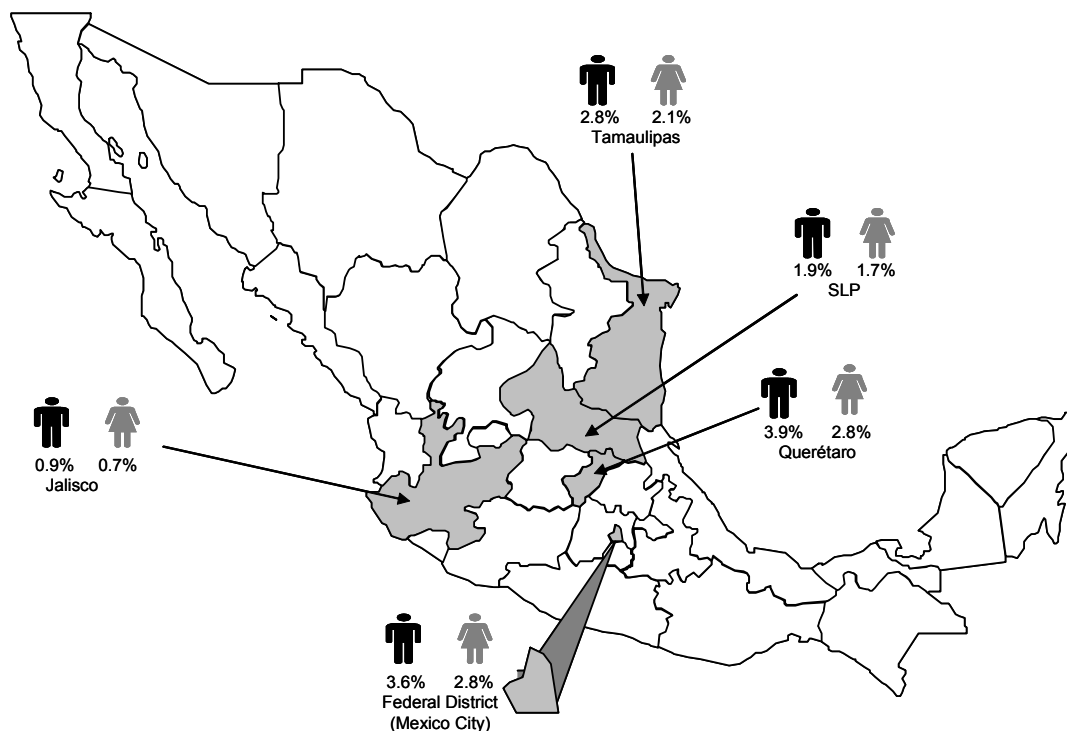 2.8% 2.1%
Tamaulipas
1.9% 1.7%
SLP
3.9% 2.8%
Querétaro
0.9% 0.7%
Jalisco
3.6% 2.8%
Federal District
(Mexico City)